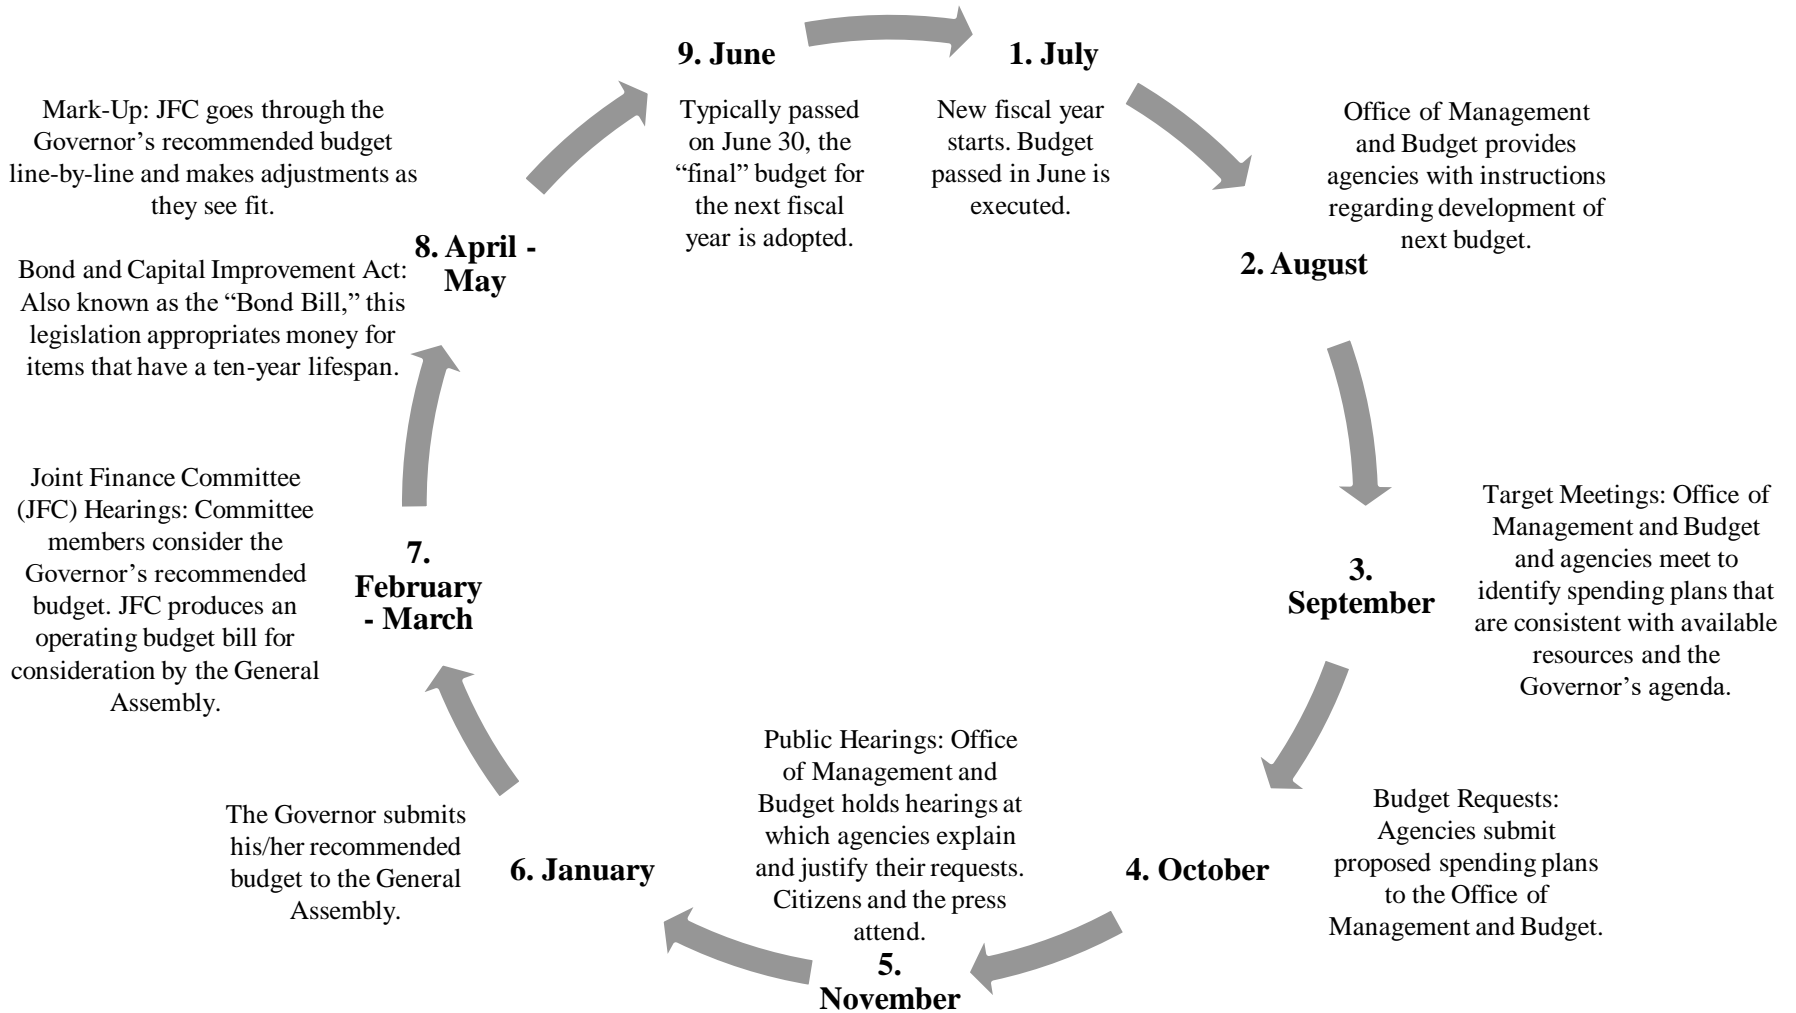 9. June
Typically passed
on June 30, the
“final” budget for
the next fiscal
year is adopted.
1. July
New fiscal year
starts. Budget
passed in June is
executed.
Office of Management
and Budget provides
agencies with instructions
regarding development of
next budget.
2. August
Target Meetings: Office of
Management and Budget
and agencies meet to
identify spending plans that
are consistent with available
resources and the
Governor’s agenda.
3.
September
Budget Requests:
Agencies submit
proposed spending plans
to the Office of
Management and Budget.
4. October
Public Hearings: Office
of Management and
Budget holds hearings at
which agencies explain
and justify their requests.
Citizens and the press
attend.
5.
November
The Governor submits
his/her recommended
budget to the General
Assembly.
6. January
Joint Finance Committee
(JFC) Hearings: Committee
members consider the
Governor’s recommended
budget. JFC produces an
operating budget bill for
consideration by the General
Assembly.
7.
February
- March
Mark-Up: JFC goes through the
Governor’s recommended budget
line-by-line and makes adjustments as
they see fit.
8. April -
May
Bond and Capital Improvement Act:
Also known as the “Bond Bill,” this
legislation appropriates money for
items that have a ten-year lifespan.